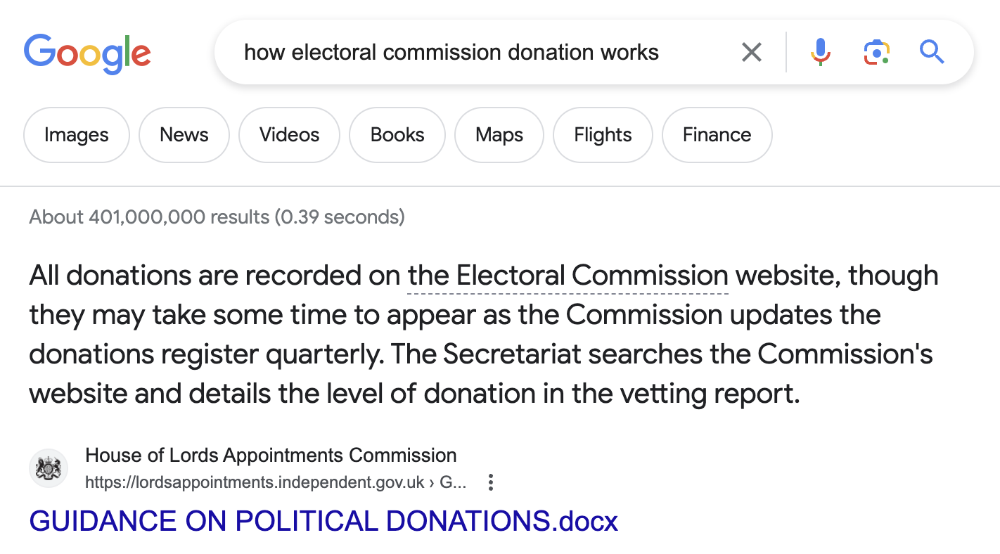 Google
how electoral commission donation works
Images News Videos Books Maps Flights Finance
About 401,000,000 results (0.39 seconds)
All donations are recorded on the Electoral Commission website, though
they may take some time to appear as the Commission updates the
donations register quarterly. The Secretariat searches the Commission's
website and details the level of donation in the vetting report.
House of Lords Appointments Commission
https://lordsappointments.independent.gov.uk › G...
GUIDANCE ON POLITICAL DONATIONS.docx